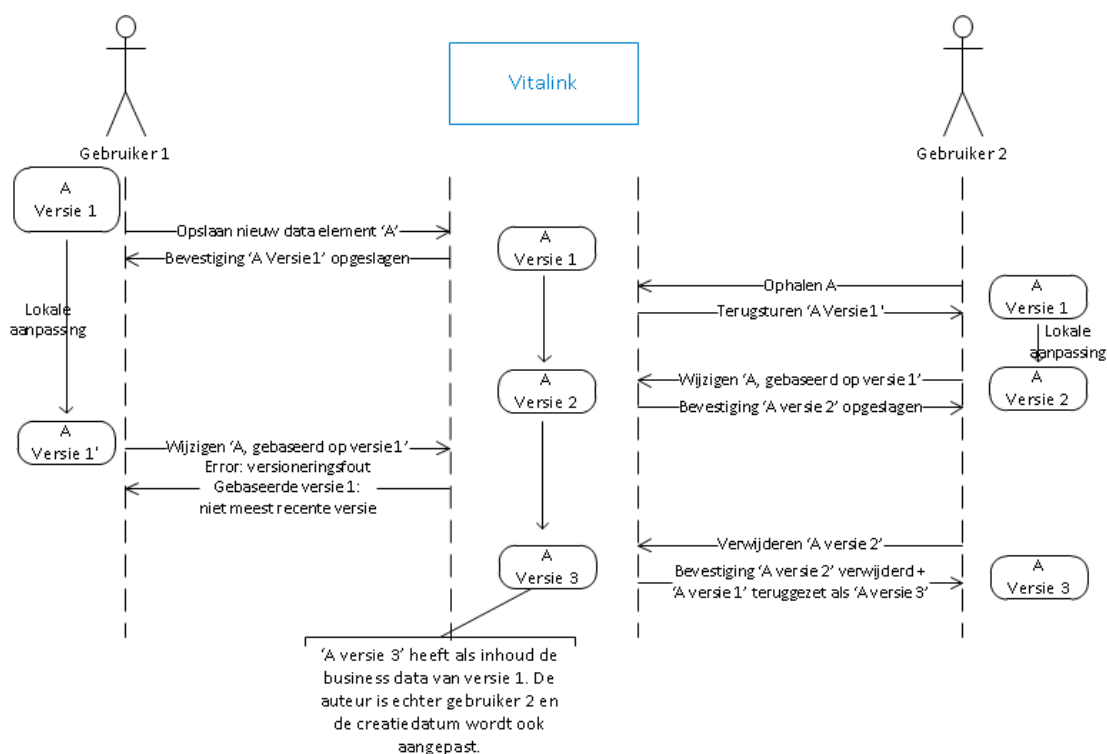 Vitalink
Gebruiker 1
Gebruiker 2
A
Versie 1
Opslaan nieuw data element ‘A’
Bevestiging ‘A Versie1’ opgeslagen
A
Versie 1
Ophalen A
Terugsturen ‘A Versie1'
A
Versie 1
Lokale
aanpassing
Lokale
aanpassing
Wijzigen ‘A, gebaseerd op versie1’
Bevestiging ‘A versie 2’ opgeslagen
A
Versie 2
A
Versie 2
A
Versie 1'
Wijzigen ‘A, gebaseerd op versie1’
Error: versioneringsfout
Gebaseerde versie 1:
niet meest recente versie
Verwijderen ‘A versie 2’
A
Versie 3
Bevestiging ‘A versie 2’ verwijderd +
‘A versie 1’ teruggezet als ‘A versie 3’
A
Versie 3
‘A versie 3’ heeft als inhoud de
business data van versie 1. De
auteur is echter gebruiker 2 en
de creatiedatum wordt ook
aangepast.